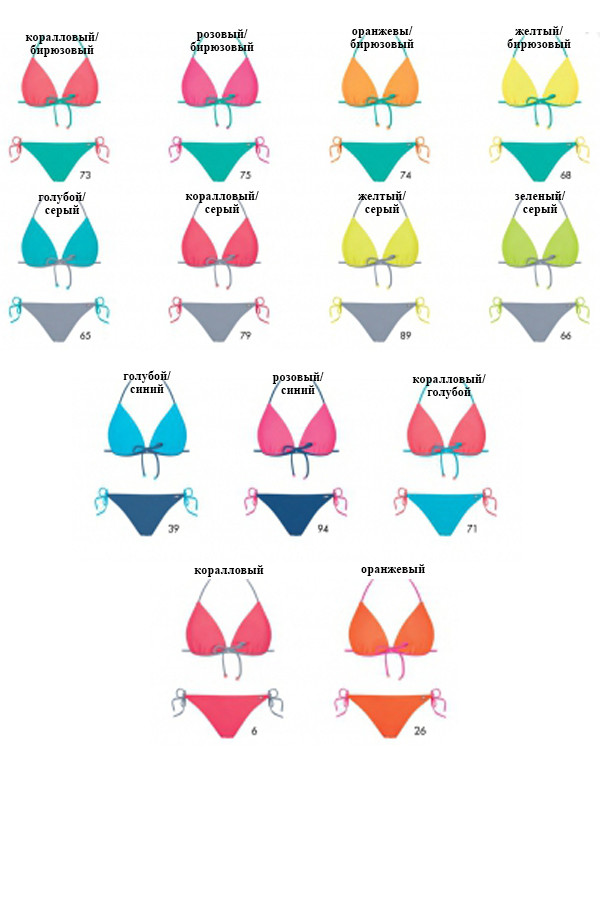 коралловый/
бирюзовый
розовый/
бирюзовый
оранжевы/
бирюзовый
желтый/
бирюзовый
73
75
74
68
голубой/
серый
коралловый/
серый
желтый/
серый
зеленый/
серый
65
79
89
66
голубой/
синий
розовый/
синий
коралловый/
голубой
39
94
71
коралловый
оранжевый
6
26